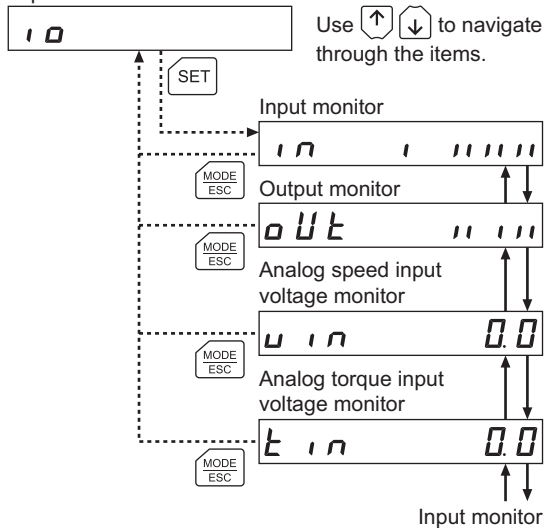 io
Use ↑ ↓ to navigate
through the items.
SET
Input monitor
in
MODE
ESC
Output monitor
oUt
MODE
ESC
Analog speed input
voltage monitor
0.0
MODE
ESC
Analog torque input
voltage monitor
tin 0.0
MODE
ESC
Input monitor